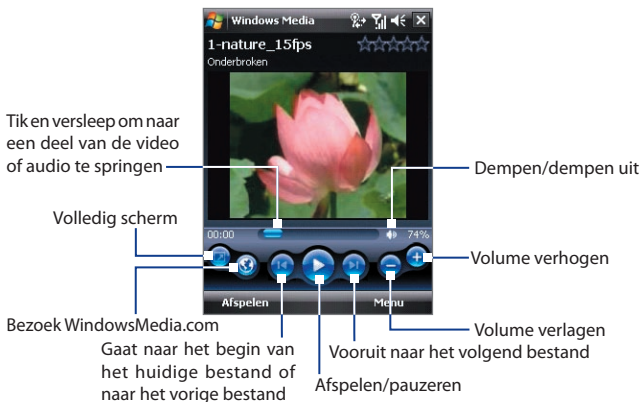 Windows Media
1-nature_15fps
Onderbroken
Tik en versleep om naar
een deel van de video
of audio te springen
Dempen/dempen uit
Volledig scherm
00:00
74%
Volume verhogen
Afspelen
Menu
Bezoek WindowsMedia.com
Volume verlagen
Gaat naar het begin van
het huidige bestand of
naar het vorige bestand
Vooruit naar het volgend bestand
Afspelen/pauzeren